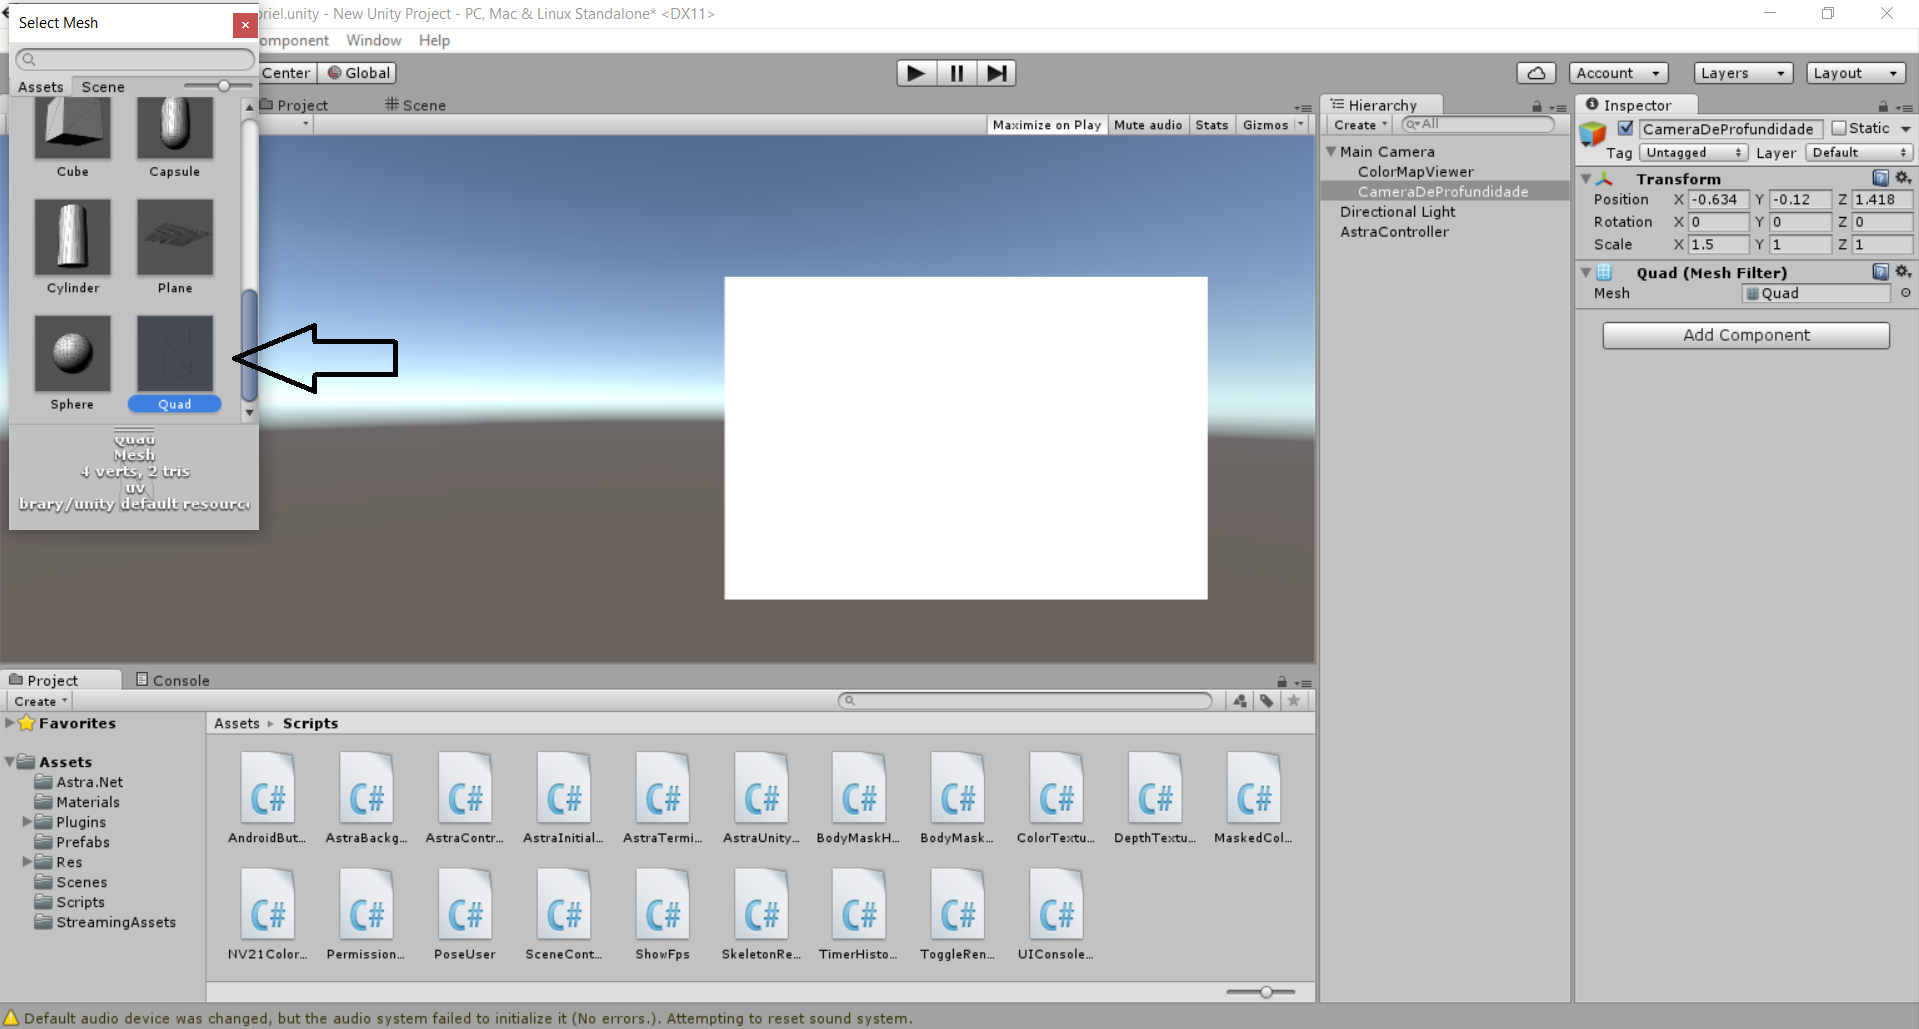 Select Mesh
briel.unity - New Unity Project - PC, Mac & Linux Standalone* <DX11>
omponent Window Help
Assets Scene
Cube Capsule
Cylinder Plane
Sphere Quad
Quad
Mesh
4 verts, 2 tris
uv
brary/unity default resourc
Center Global
Account Layers Layout
Project Scene
Maximize on Play Mute audio Stats Gizmos
Hierarchy
Create All
Main Camera
ColorMapViewer
CameraDeProfundidade
Directional Light
AstraController
Inspector
CameraDeProfundidade Static
Tag Untagged Layer Default
Transform
Position X -0.634 Y -0.12 Z 1.418
Rotation X 0 Y 0 Z 0
Scale X 1.5 Y 1 Z 1
Quad (Mesh Filter)
Mesh Quad
Add Component
Project Console
Create
Favorites
Assets
Astra.Net
Materials
Plugins
Prefabs
Res
Scenes
Scripts
StreamingAssets
Assets ▸ Scripts
AndroidBut... AstraBackg... AstraContr... AstraInitial... AstraTermi... AstraUnity... BodyMaskH... BodyMask... ColorTextu... DepthTextu... MaskedCol...
NV21Color... Permission... PoseUser SceneCont... ShowFps SkeletonRe... TimerHisto... ToggleRen... UIConsole...
Default audio device was changed, but the audio system failed to initialize it (No errors.). Attempting to reset sound system.